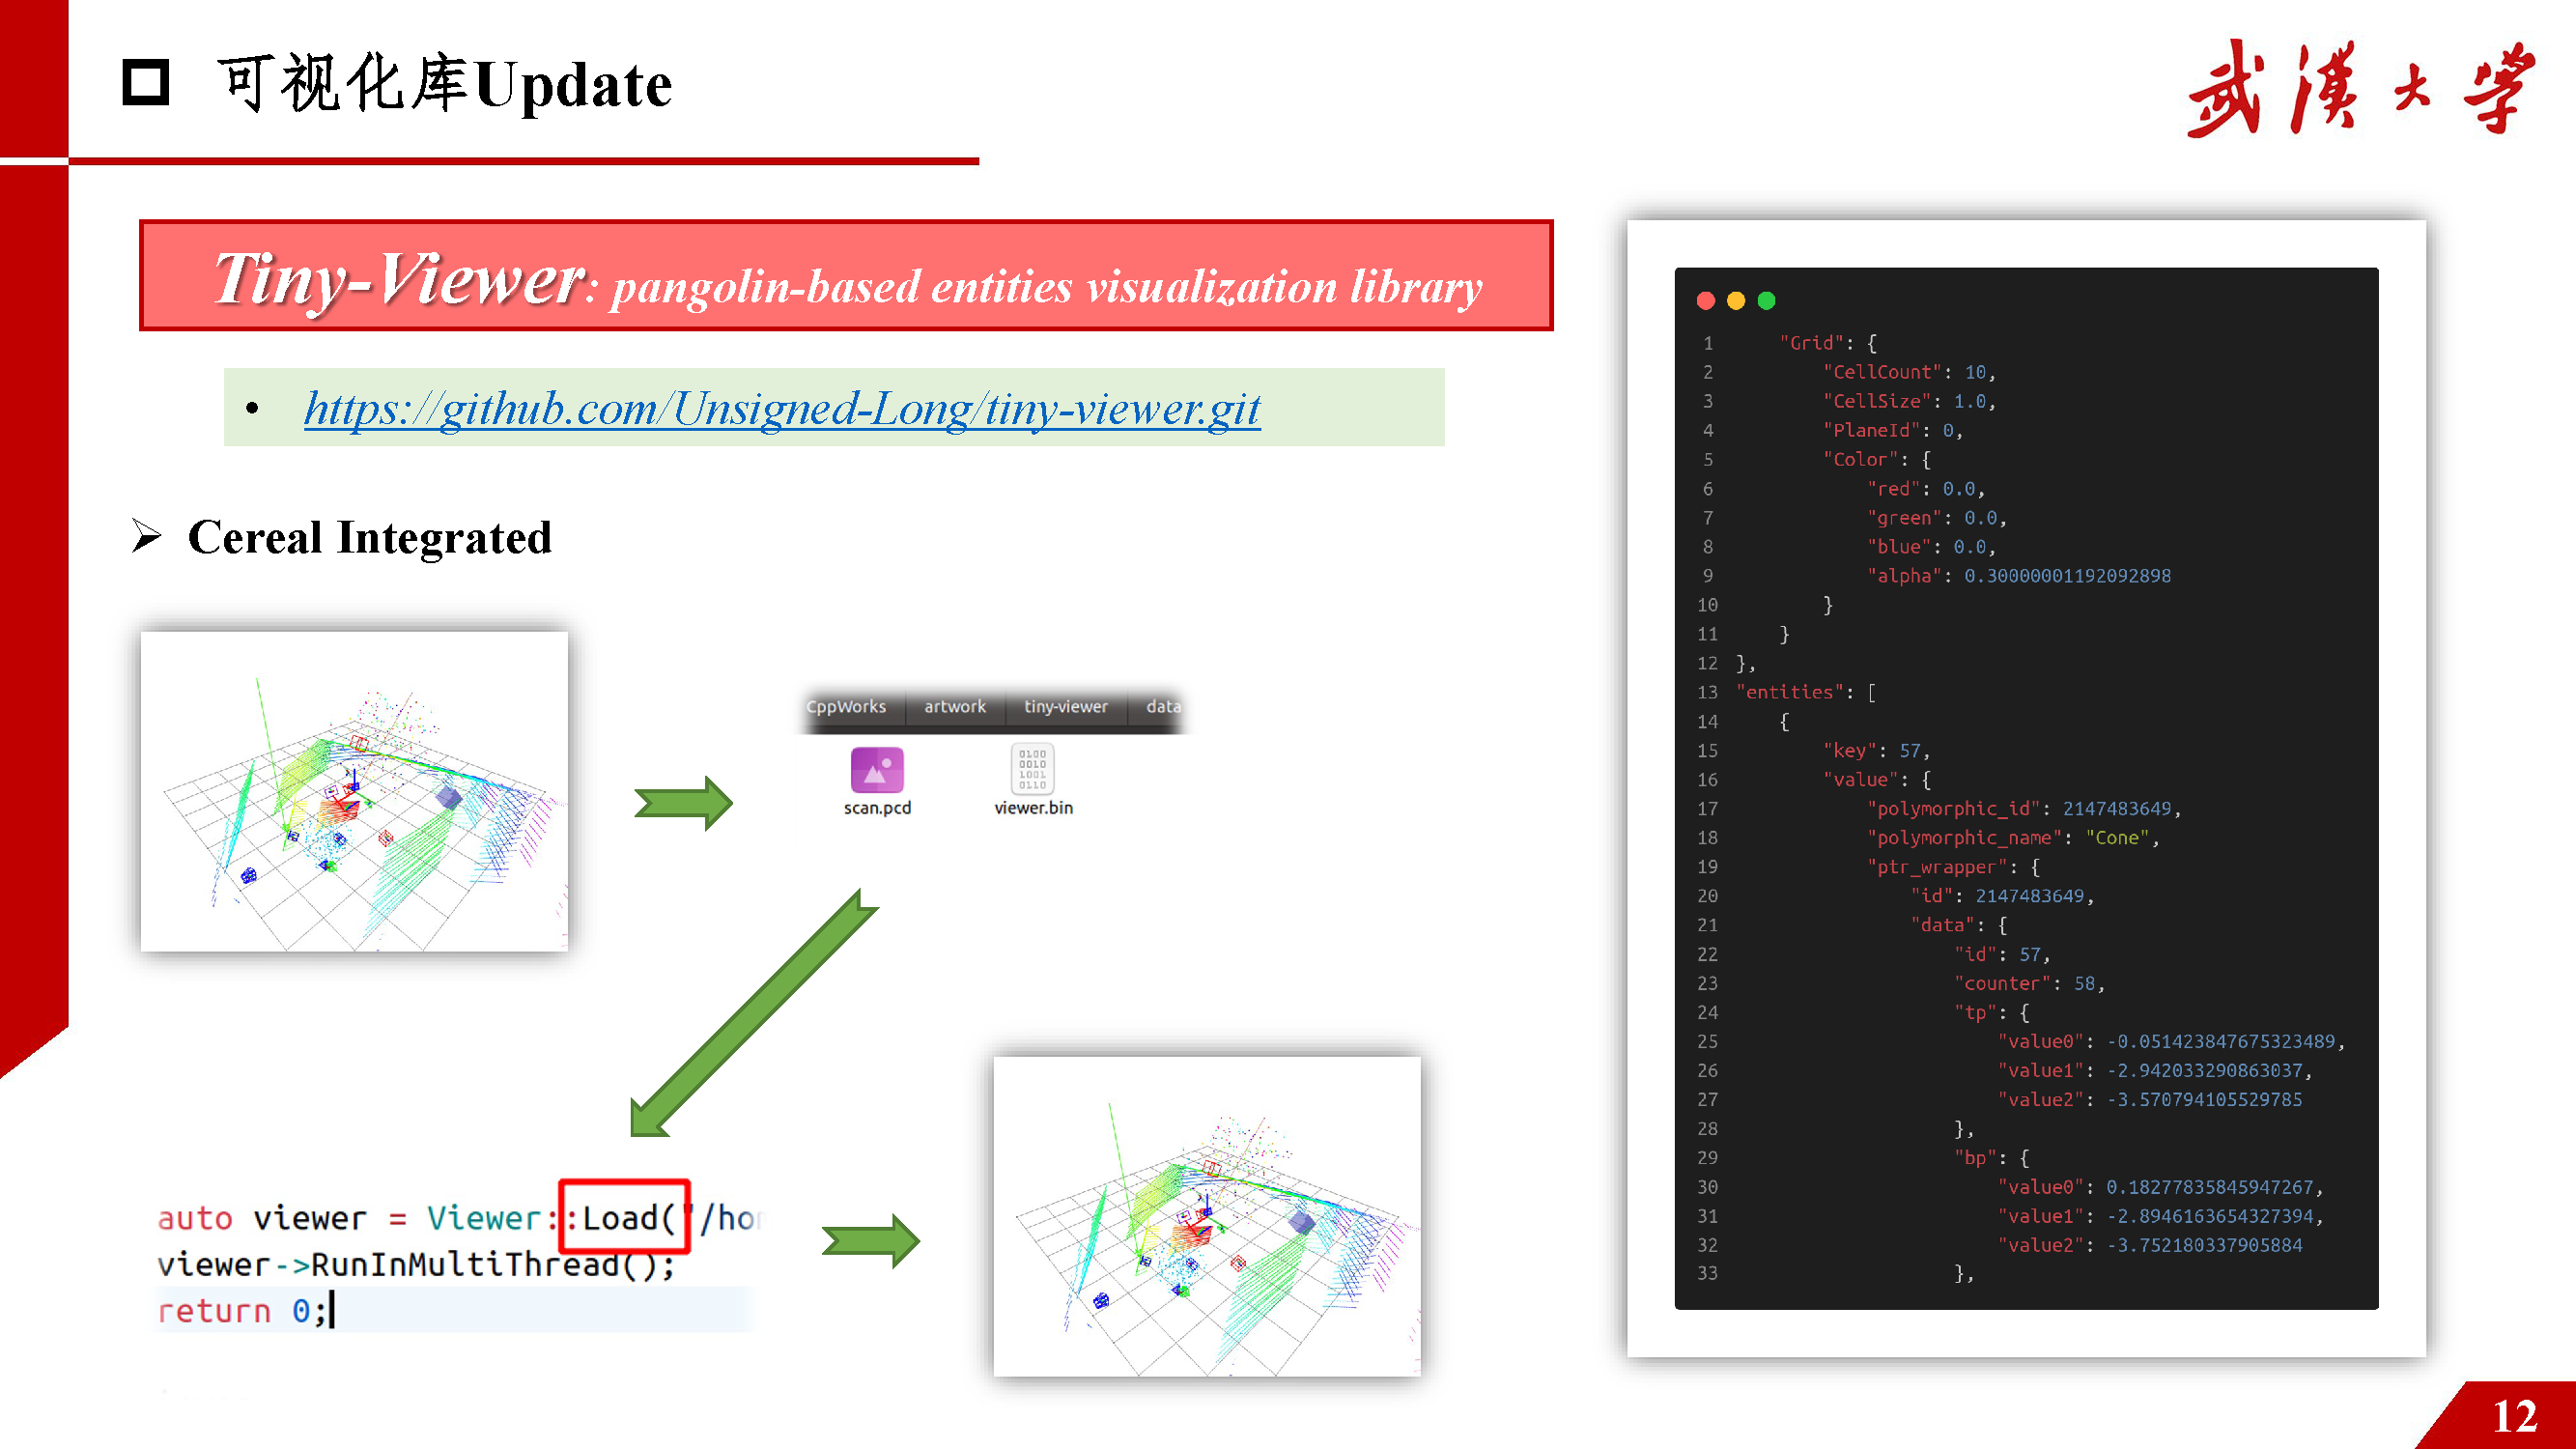 可视化库Update
武漢大学
Tiny-Viewer: pangolin-based entities visualization library
• https://github.com/Unsigned-Long/tiny-viewer.git
➢ Cereal Integrated
CppWorks artwork tiny-viewer data
0100
0010
1001
0110
scan.pcd viewer.bin
auto viewer = Viewer::Load("/hor
viewer->RunInMultiThread();
return 0;
1 "Grid": {
2 "CellCount": 10,
3 "CellSize": 1.0,
4 "PlaneId": 0,
5 "Color": {
6 "red": 0.0,
7 "green": 0.0,
8 "blue": 0.0,
9 "alpha": 0.30000001192092898
10 }
11 }
12 },
13 "entities": [
14 {
15 "key": 57,
16 "value": {
17 "polymorphic_id": 2147483649,
18 "polymorphic_name": "Cone",
19 "ptr_wrapper": {
20 "id": 2147483649,
21 "data": {
22 "id": 57,
23 "counter": 58,
24 "tp": {
25 "value0": -0.051423847675323489,
26 "value1": -2.942033290863037,
27 "value2": -3.570794105529785
28 },
29 "bp": {
30 "value0": 0.18277835845947267,
31 "value1": -2.8946163654327394,
32 "value2": -3.752180337905884
33 },
12